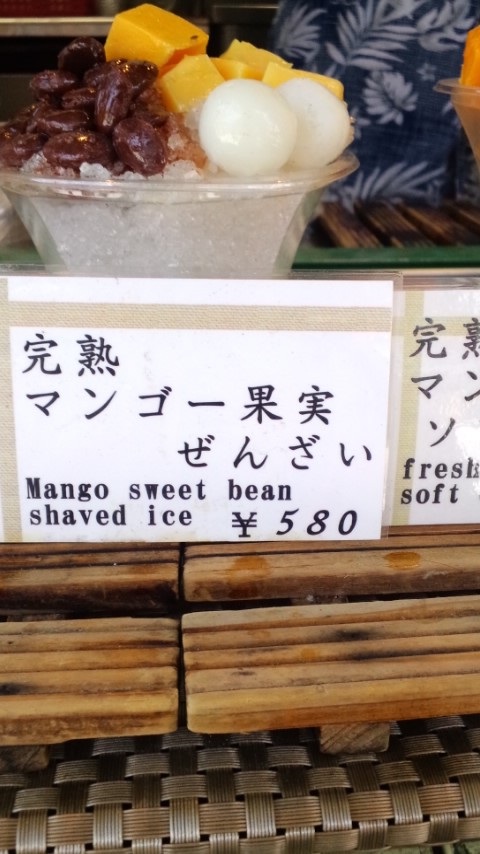 完熟
マンゴー果実
ぜんざい
Mango sweet bean
shaved ice ¥580
完熟
マン
ソ
fresh
soft